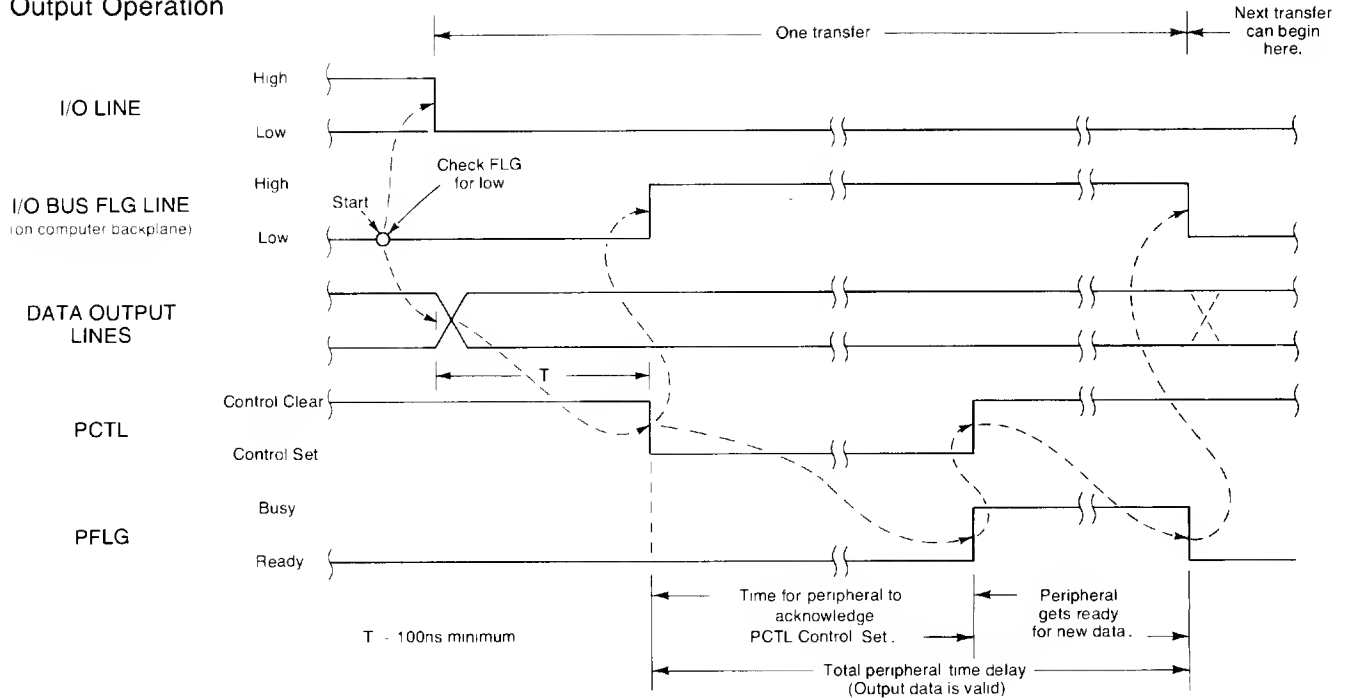 Output Operation
One transfer
Next transfer
can begin
here.
I/O LINE
High
Low
Check FLG
for low
I/O BUS FLG LINE
(on computer backplane)
High
Start
Low
DATA OUTPUT
LINES
T
PCTL
Control Clear
Control Set
PFLG
Busy
Ready
T - 100ns minimum
Time for peripheral to
acknowledge
PCTL Control Set.
Peripheral
gets ready
for new data.
Total peripheral time delay
(Output data is valid)